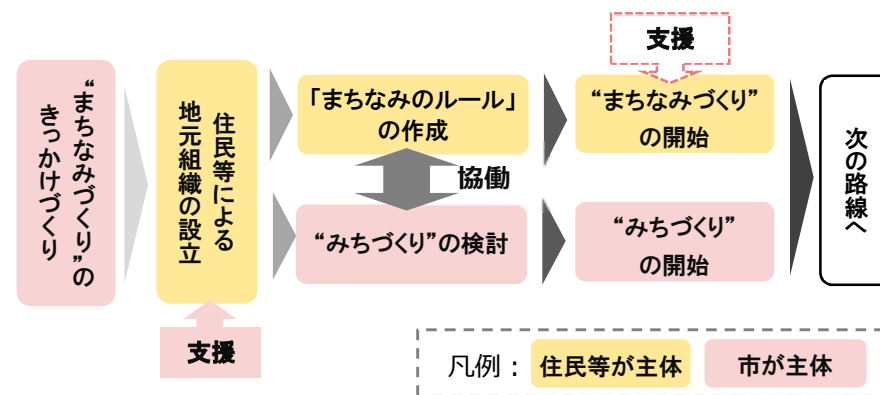 “まちなみづくり”の
きっかけづくり
住民等による
地元組織の設立
支援
「まちなみのルール」
の作成
協働
“みちづくり”の検討
支援
“まちなみづくり”
の開始
“みちづくり”
の開始
次の路線へ
凡例：
住民等が主体
市が主体